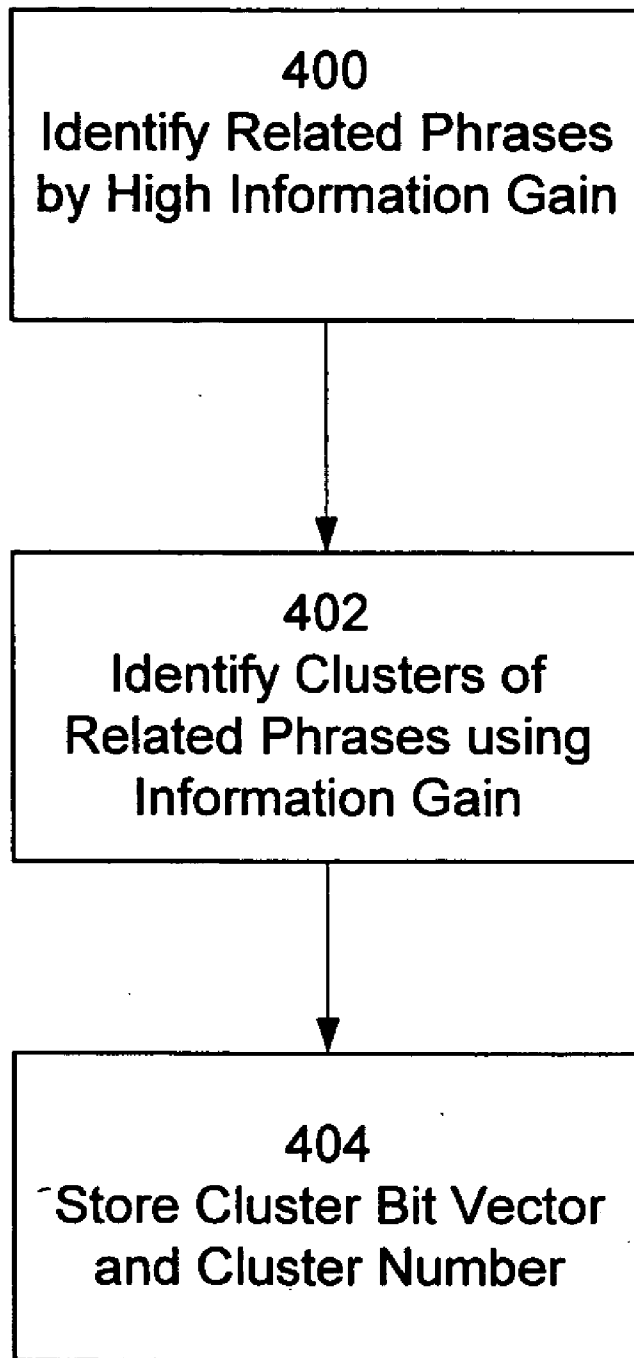 400
Identify Related Phrases
by High Information Gain
402
Identify Clusters of
Related Phrases using
Information Gain
404
Store Cluster Bit Vector
and Cluster Number